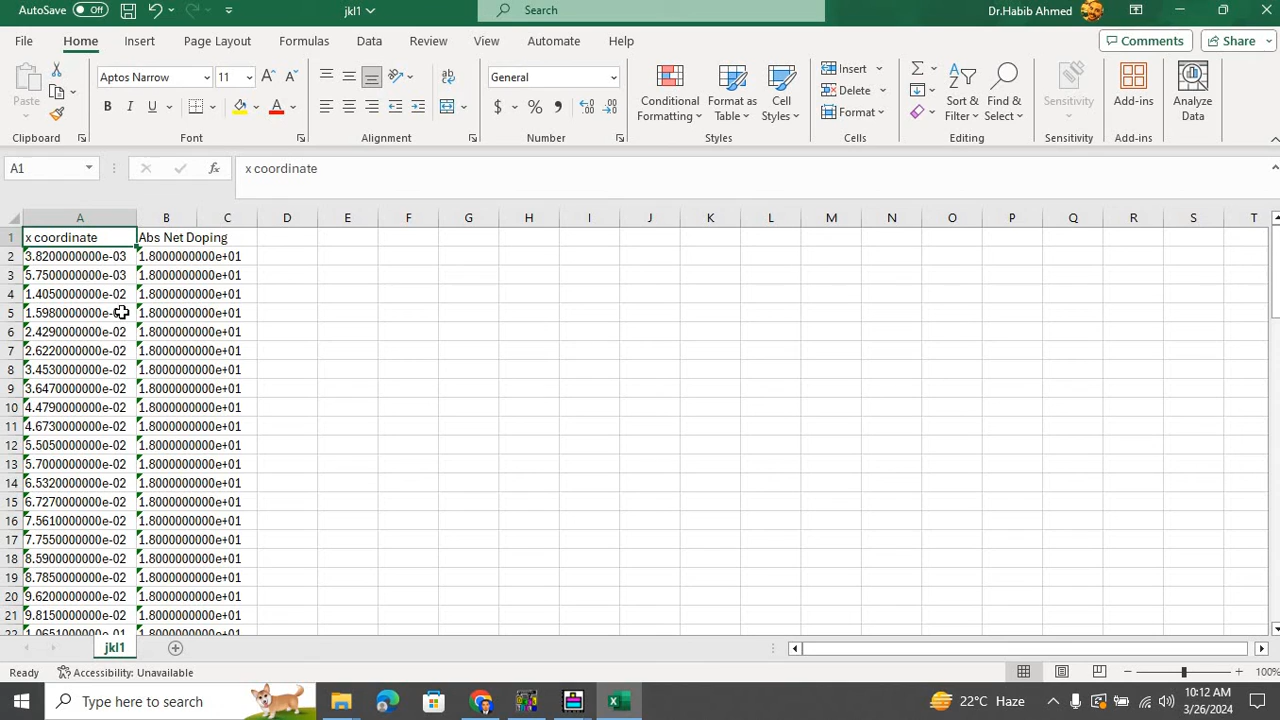 AutoSave Off jkl1 Search Dr.Habib Ahmed
File Home Insert Page Layout Formulas Data Review View Automate Help Comments Share
Paste Aptos Narrow 11 A A B I U A ab General $ % 9 Conditional Formatting Format as Table Cell Styles Insert Delete Format Sort & Filter Find & Select Sensitivity Add-ins Analyze Data
Clipboard Font Alignment Number Styles Cells Editing Sensitivity Add-ins
A1 fx x coordinate
A B C D E F G H I J K L M N O P Q R S T
1 x coordinate Abs Net Doping
2 3.8200000000e-03 1.8000000000e+01
3 5.7500000000e-03 1.8000000000e+01
4 1.4050000000e-02 1.8000000000e+01
5 1.5980000000e- 1.8000000000e+01
6 2.4290000000e-02 1.8000000000e+01
7 2.6220000000e-02 1.8000000000e+01
8 3.4530000000e-02 1.8000000000e+01
9 3.6470000000e-02 1.8000000000e+01
10 4.4790000000e-02 1.8000000000e+01
11 4.6730000000e-02 1.8000000000e+01
12 5.5050000000e-02 1.8000000000e+01
13 5.7000000000e-02 1.8000000000e+01
14 6.5320000000e-02 1.8000000000e+01
15 6.7270000000e-02 1.8000000000e+01
16 7.5610000000e-02 1.8000000000e+01
17 7.7550000000e-02 1.8000000000e+01
18 8.5900000000e-02 1.8000000000e+01
19 8.7850000000e-02 1.8000000000e+01
20 9.6200000000e-02 1.8000000000e+01
21 9.8150000000e-02 1.8000000000e+01
22 1.0651000000e-01 1.8000000000e+01
jkl1
Ready Accessibility: Unavailable 100%
Type here to search 22°C Haze 10:12 AM
3/26/2024